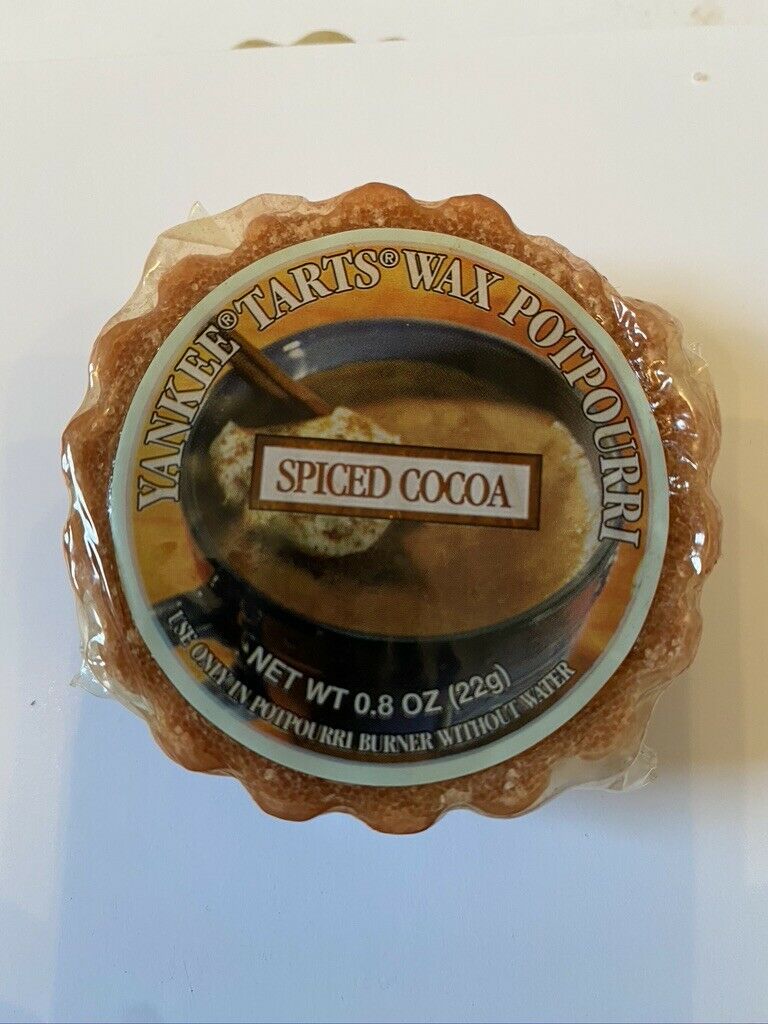 YANKEE® TARTS® WAX POTPOURRI
SPICED COCOA
NET WT 0.8 OZ (22g)
USE ONLY IN POTPOURRI BURNER WITHOUT WATER